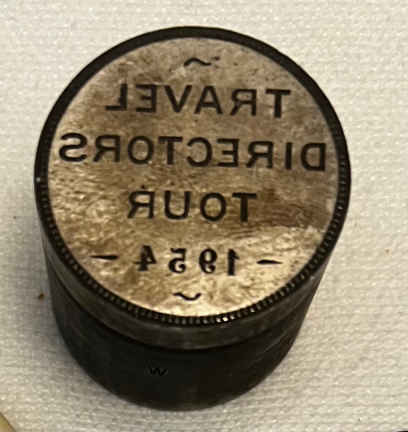 ~
TRAVEL
DIRECTORS
TOUR
- 1954 -
~
W